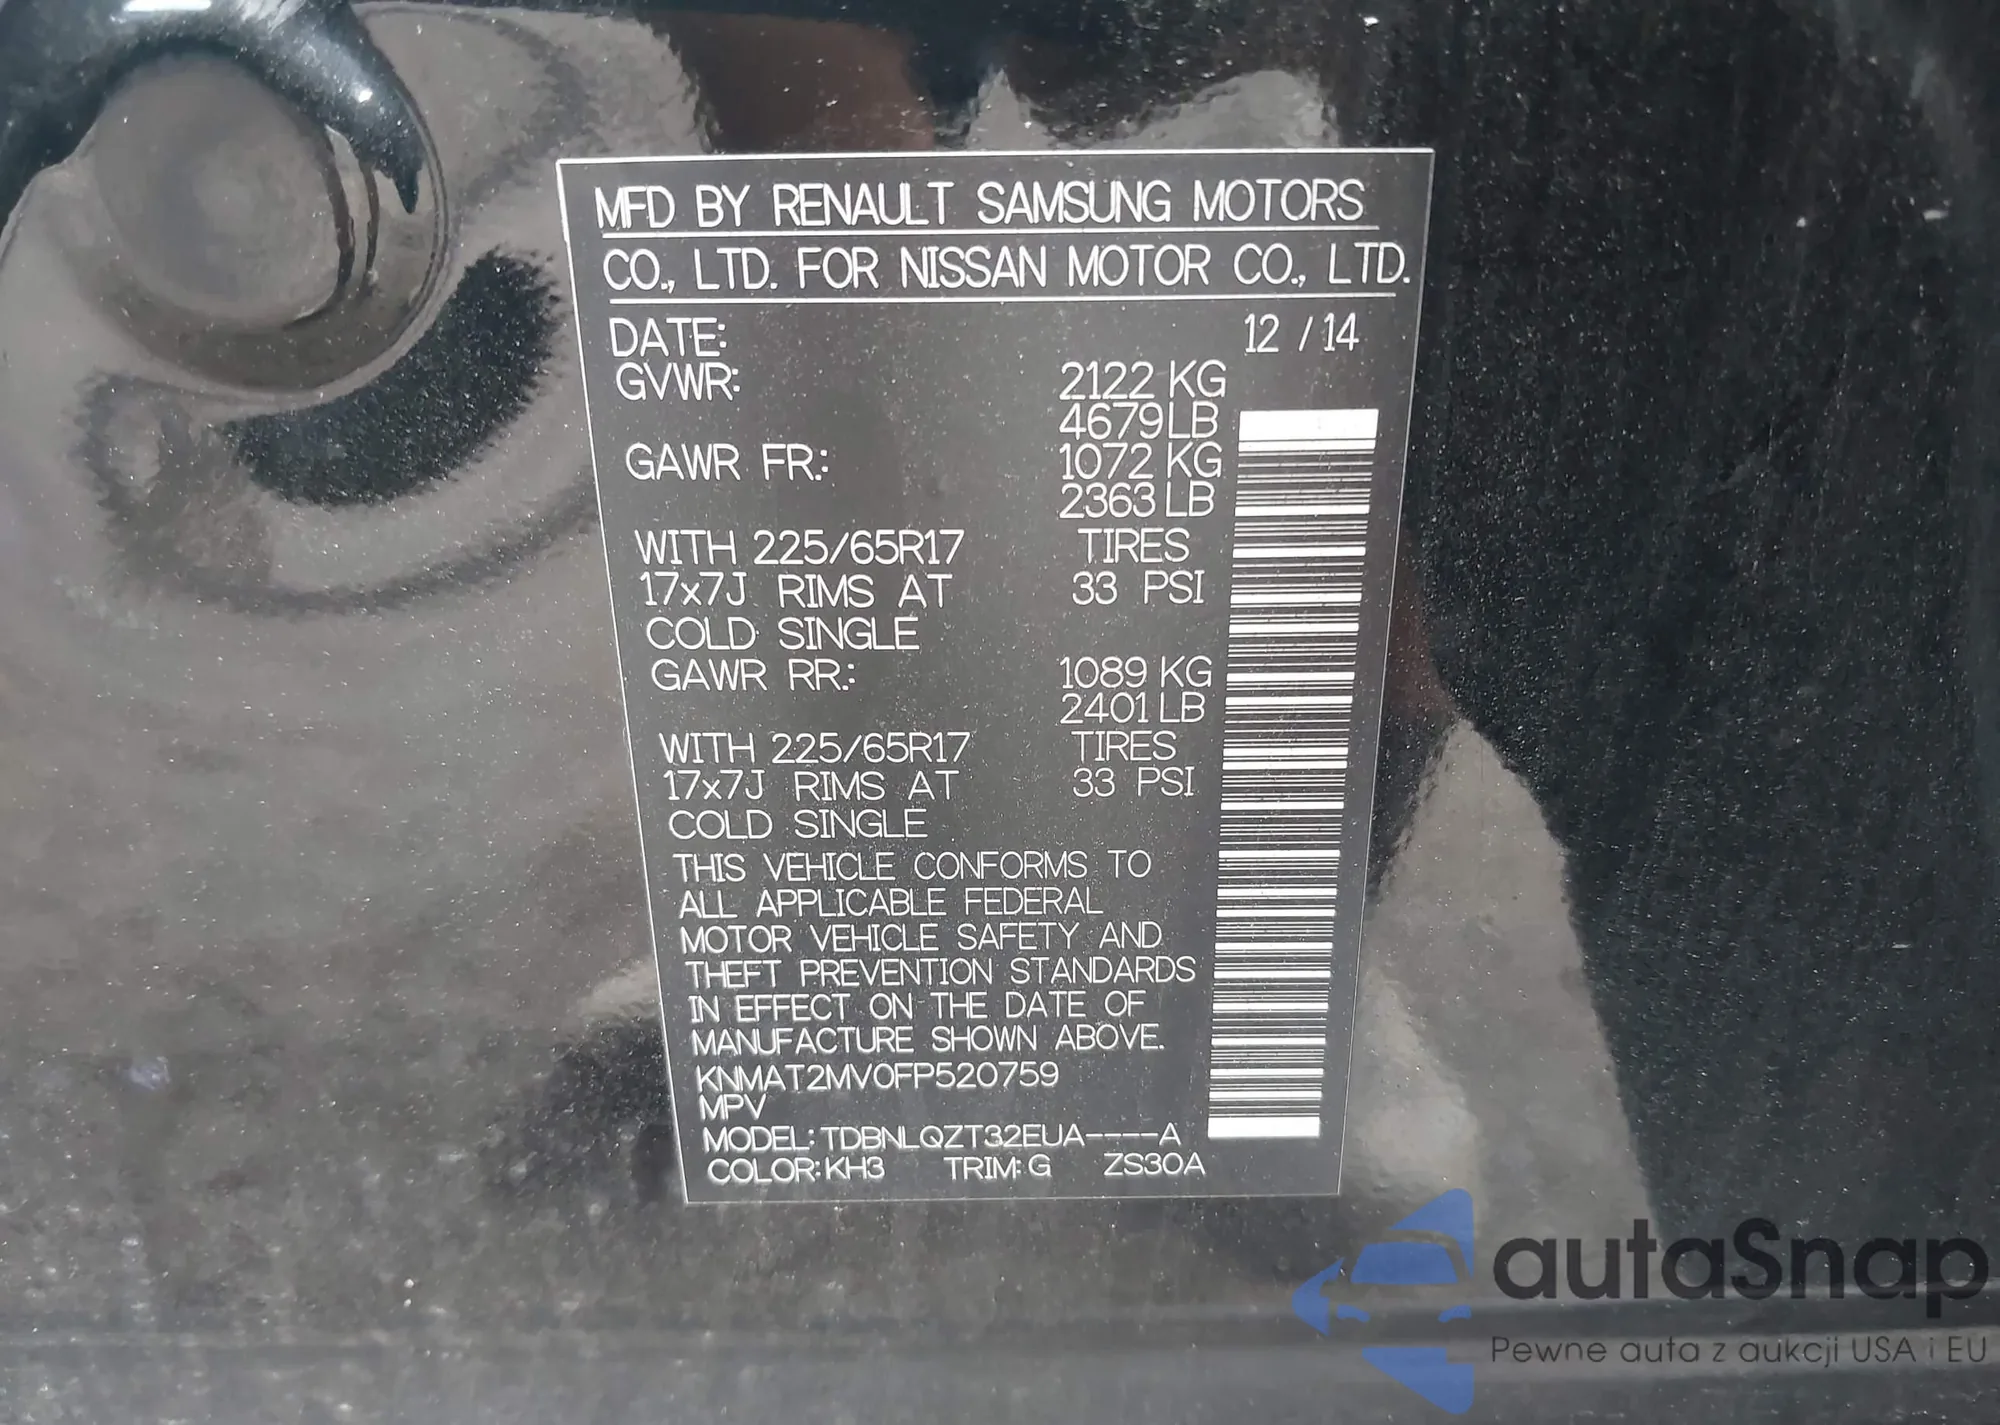 MFD BY RENAULT SAMSUNG MOTORS
CO., LTD. FOR NISSAN MOTOR CO., LTD.
DATE: 12 / 14
GVWR: 2122 KG
4679 LB
GAWR FR.: 1072 KG
2363 LB
WITH 225/65R17 TIRES
17x7J RIMS AT 33 PSI
COLD SINGLE
GAWR RR.: 1089 KG
2401 LB
WITH 225/65R17 TIRES
17x7J RIMS AT 33 PSI
COLD SINGLE
THIS VEHICLE CONFORMS TO
ALL APPLICABLE FEDERAL
MOTOR VEHICLE SAFETY AND
THEFT PREVENTION STANDARDS
IN EFFECT ON THE DATE OF
MANUFACTURE SHOWN ABOVE.
KNMAT2MV0FP520759
MPV
MODEL: TDBNLQZT32EUA----A
COLOR: KH3 TRIM: G ZS30A
autaSnap
Pewne auta z aukcji USA i EU